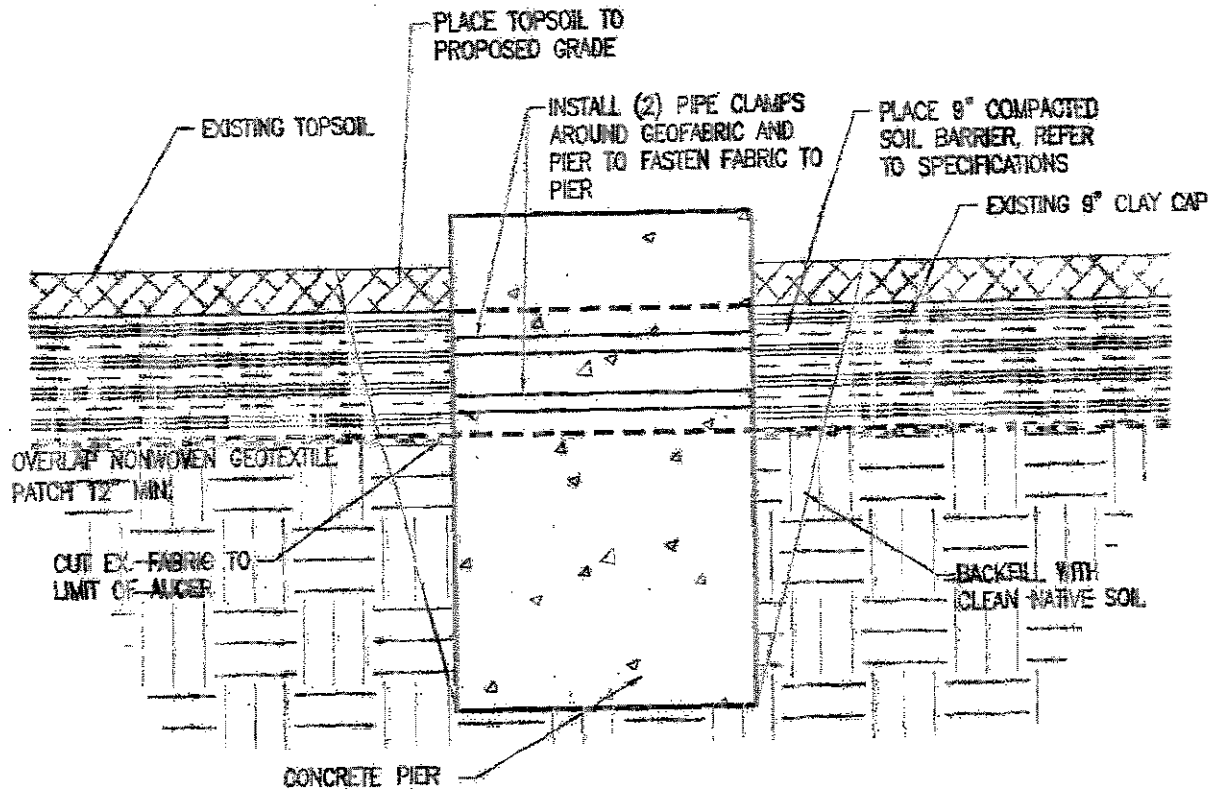 PLACE TOPSOIL TO
PROPOSED GRADE
EXISTING TOPSOIL
INSTALL (2) PIPE CLAMPS
AROUND GEOFABRIC AND
PIER TO FASTEN FABRIC TO
PIER
PLACE 9" COMPACTED
SOIL BARRIER, REFER
TO SPECIFICATIONS
EXISTING 9" CLAY CAP
OVERLAP NONWOVEN GEOTEXTILE
PATCH 12" MIN.
CUT EX. FABRIC TO
LIMIT OF AUGER
BACKFILL WITH
CLEAN NATIVE SOIL
CONCRETE PIER